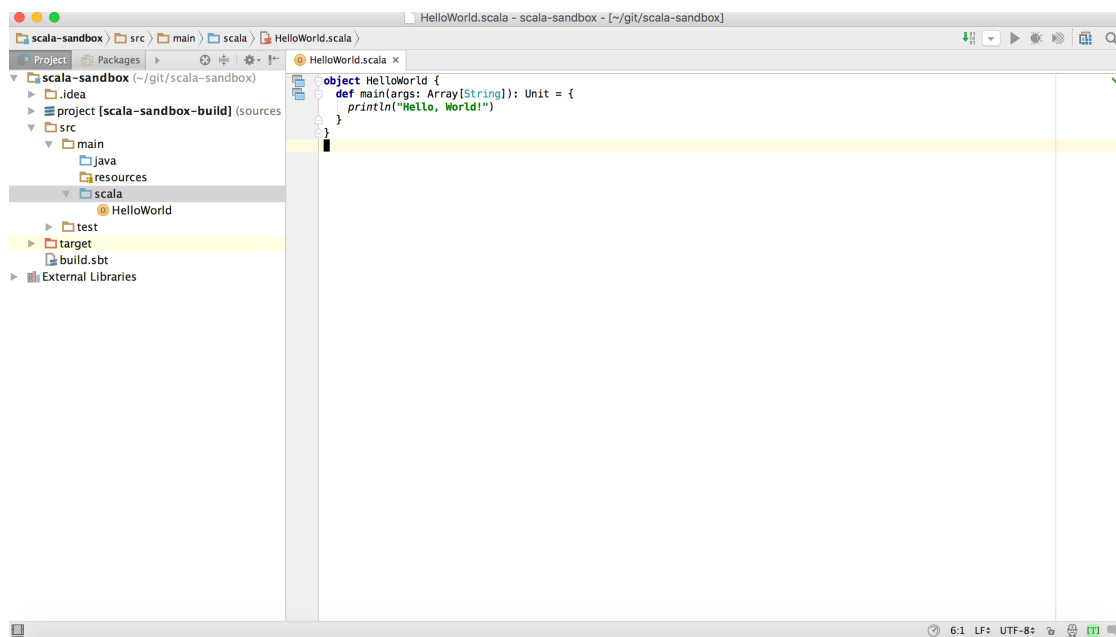 HelloWorld.scala - scala-sandbox - [~/git/scala-sandbox]
scala-sandbox src main scala HelloWorld.scala
Project Packages
HelloWorld.scala ×
scala-sandbox (~/git/scala-sandbox)
.idea
project [scala-sandbox-build] (sources
src
main
java
resources
scala
HelloWorld
test
target
build.sbt
External Libraries
object HelloWorld {
def main(args: Array[String]): Unit = {
println("Hello, World!")
}
}
6:1 LF UTF-8 [T]